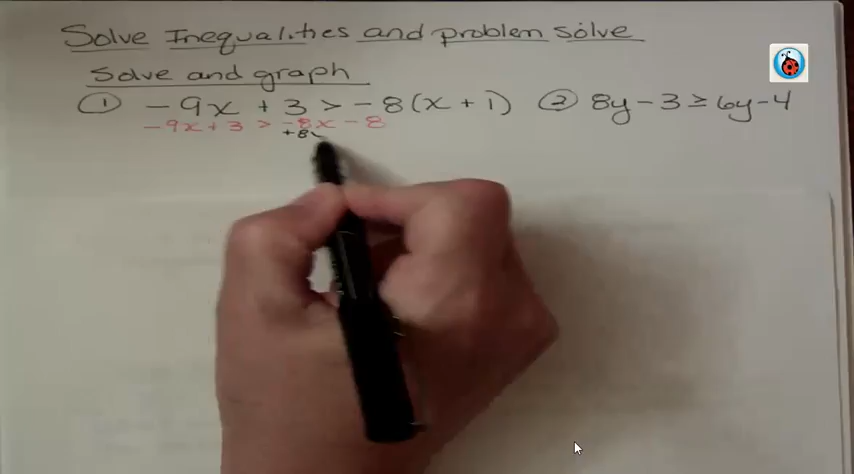 Solve Inequalities and problem solve
Solve and graph
① -9x + 3 > -8(x + 1) ② 8y - 3 ≥ 6y - 4
-9x + 3 > -8x - 8
+8